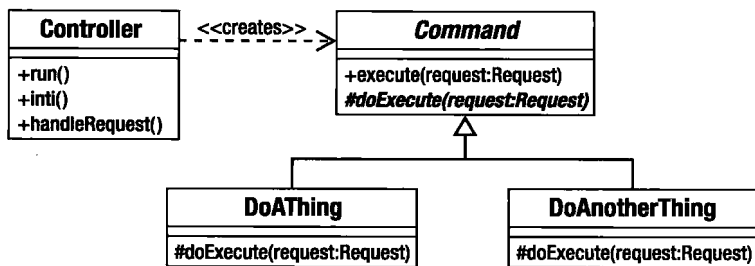 Controller
+run()
+inti()
+handleRequest()
<<creates>>
Command
+execute(request:Request)
#doExecute(request:Request)
DoAThing
#doExecute(request:Request)
DoAnotherThing
#doExecute(request:Request)